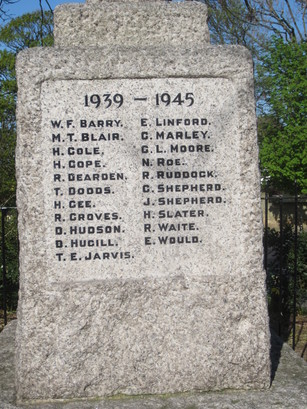 1939 – 1945
W. F. BARRY.
M. T. BLAIR.
H. COLE.
H. COPE.
R. DEARDEN.
T. DODDS.
H. GEE.
R. GROVES.
D. HUDSON.
D. HUGILL.
T. E. JARVIS.
E. LINFORD.
C. MARLEY.
G. L. MOORE.
N. ROE.
R. RUDDOCK.
C. SHEPHERD.
J. SHEPHERD.
H. SLATER.
R. WAITE.
E. WOULD.